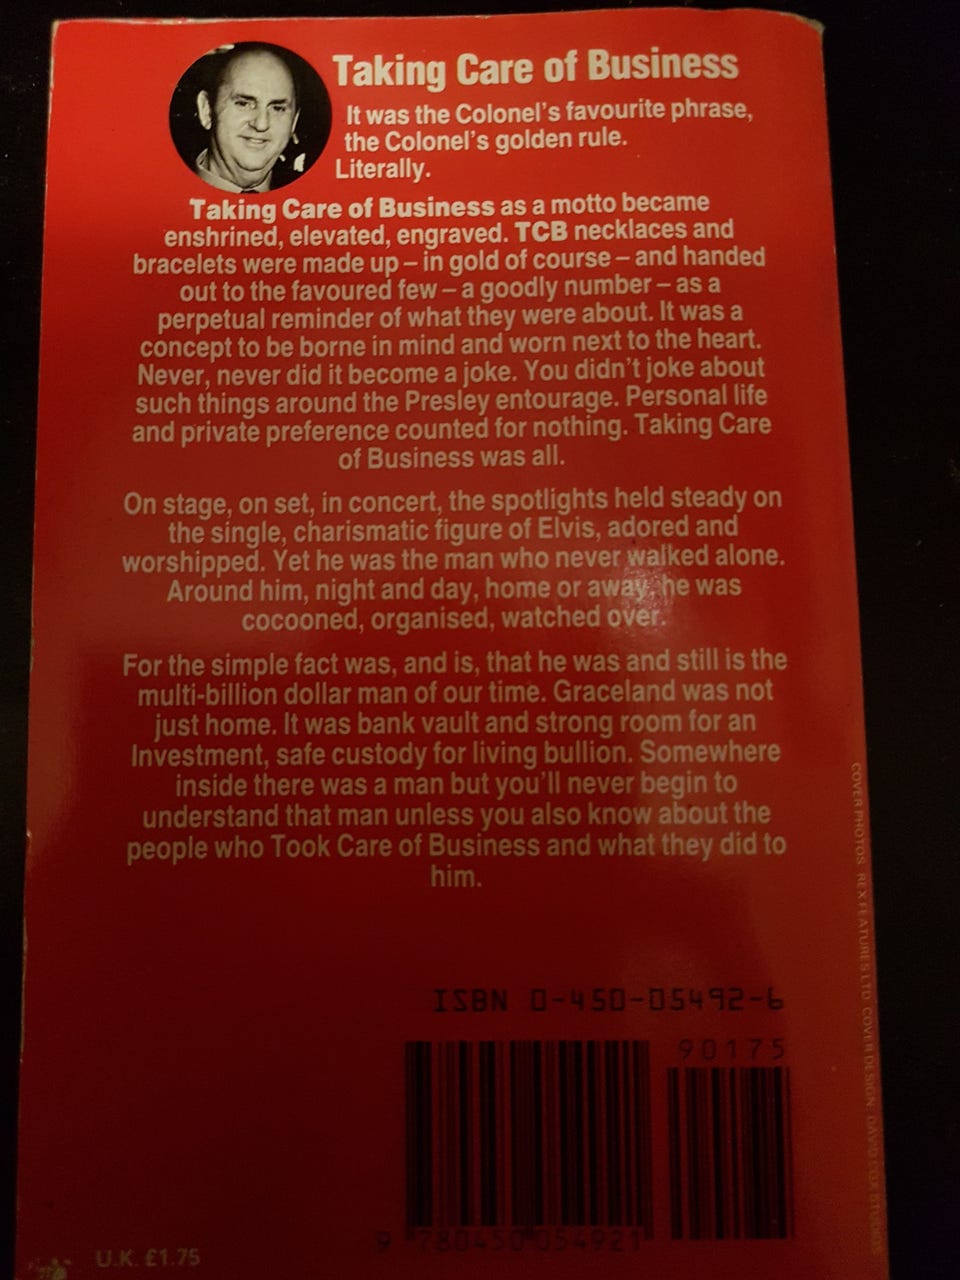 Taking Care of Business
It was the Colonel's favourite phrase,
the Colonel's golden rule.
Literally.
Taking Care of Business as a motto became
enshrined, elevated, engraved. TCB necklaces and
bracelets were made up – in gold of course – and handed
out to the favoured few – a goodly number – as a
perpetual reminder of what they were about. It was a
concept to be borne in mind and worn next to the heart.
Never, never did it become a joke. You didn't joke about
such things around the Presley entourage. Personal life
and private preference counted for nothing. Taking Care
of Business was all.
On stage, on set, in concert, the spotlights held steady on
the single, charismatic figure of Elvis, adored and
worshipped. Yet he was the man who never walked alone.
Around him, night and day, home or away, he was
cocooned, organised, watched over.
For the simple fact was, and is, that he was and still is the
multi-billion dollar man of our time. Graceland was not
just home. It was bank vault and strong room for an
Investment, safe custody for living bullion. Somewhere
inside there was a man but you'll never begin to
understand that man unless you also know about the
people who Took Care of Business and what they did to
him.
ISBN 0-450-05492-6
90175
9 780450 054921
U.K. £1.75
COVER PHOTOS: REX FEATURES LTD. COVER DESIGN: DAVID